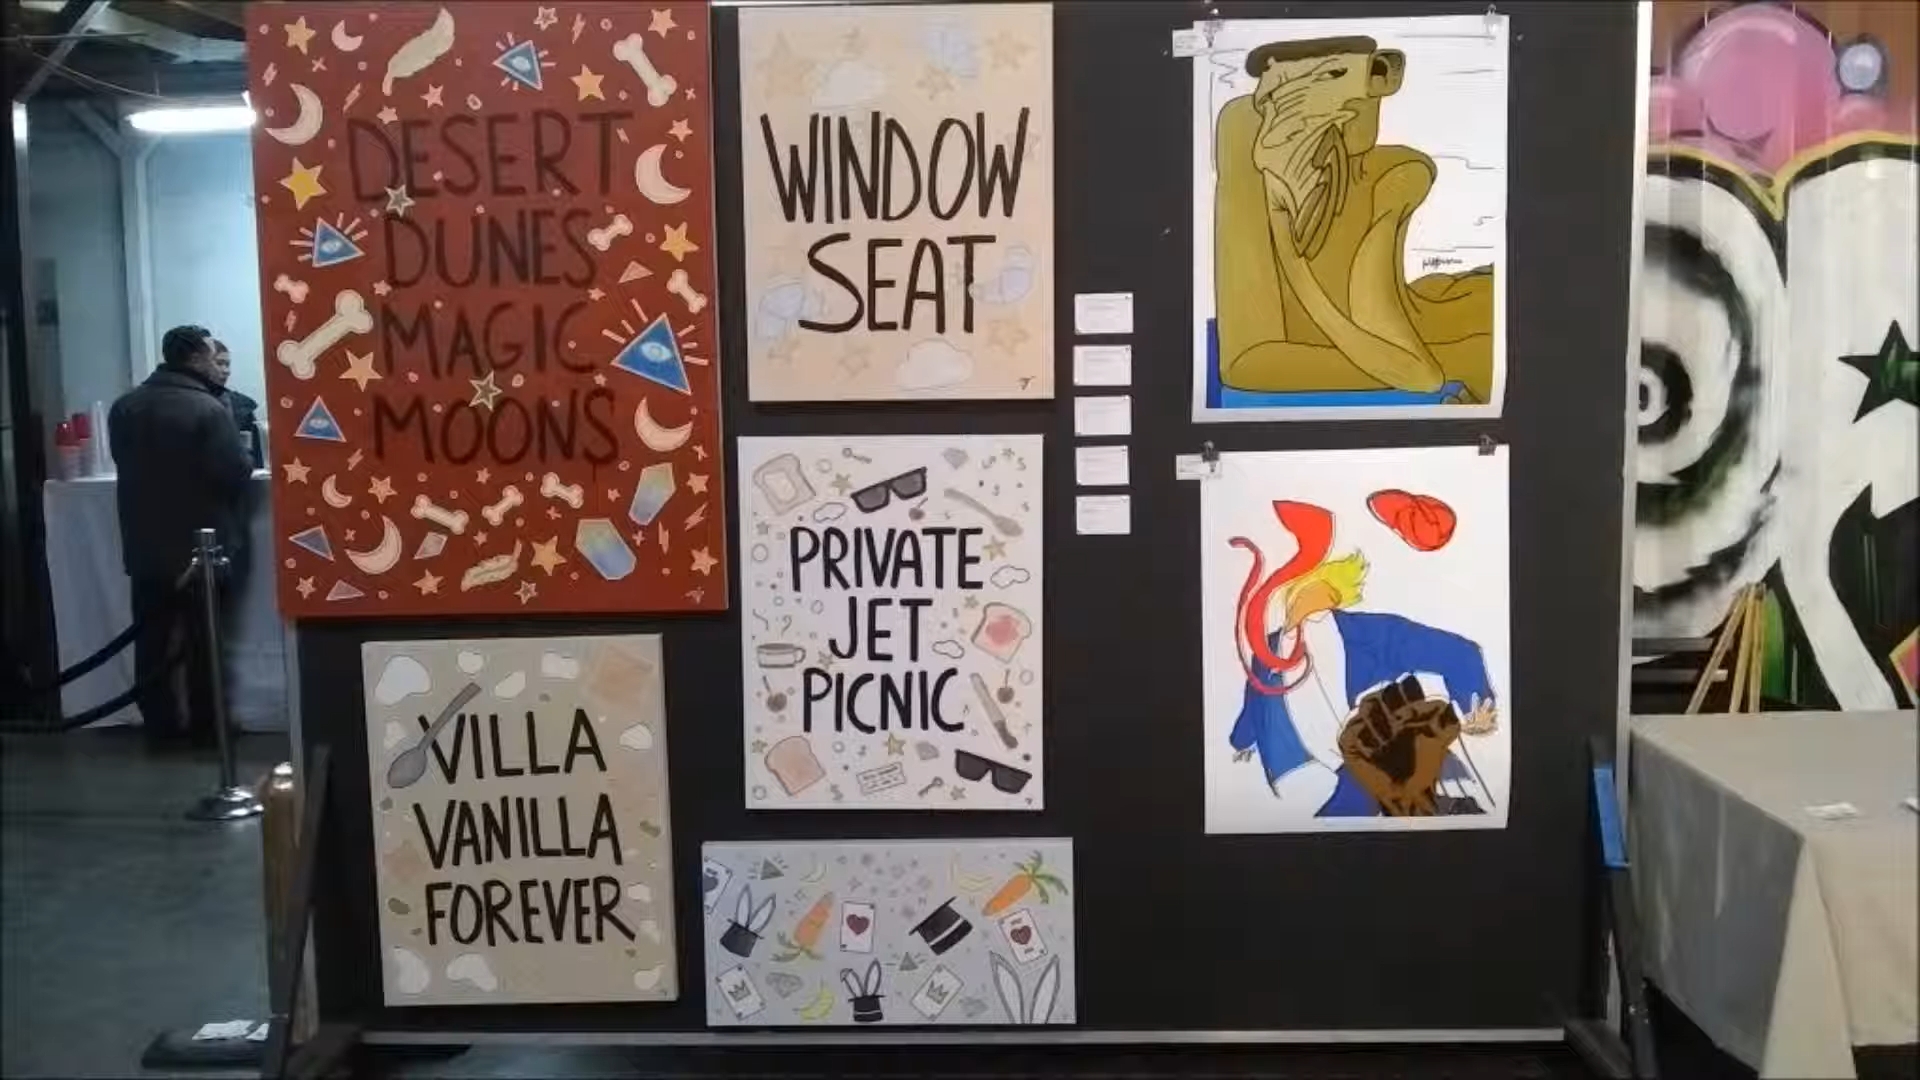 DESERT
DUNES
MAGIC
MOONS
WINDOW
SEAT
PRIVATE
JET
PICNIC
VILLA
VANILLA
FOREVER